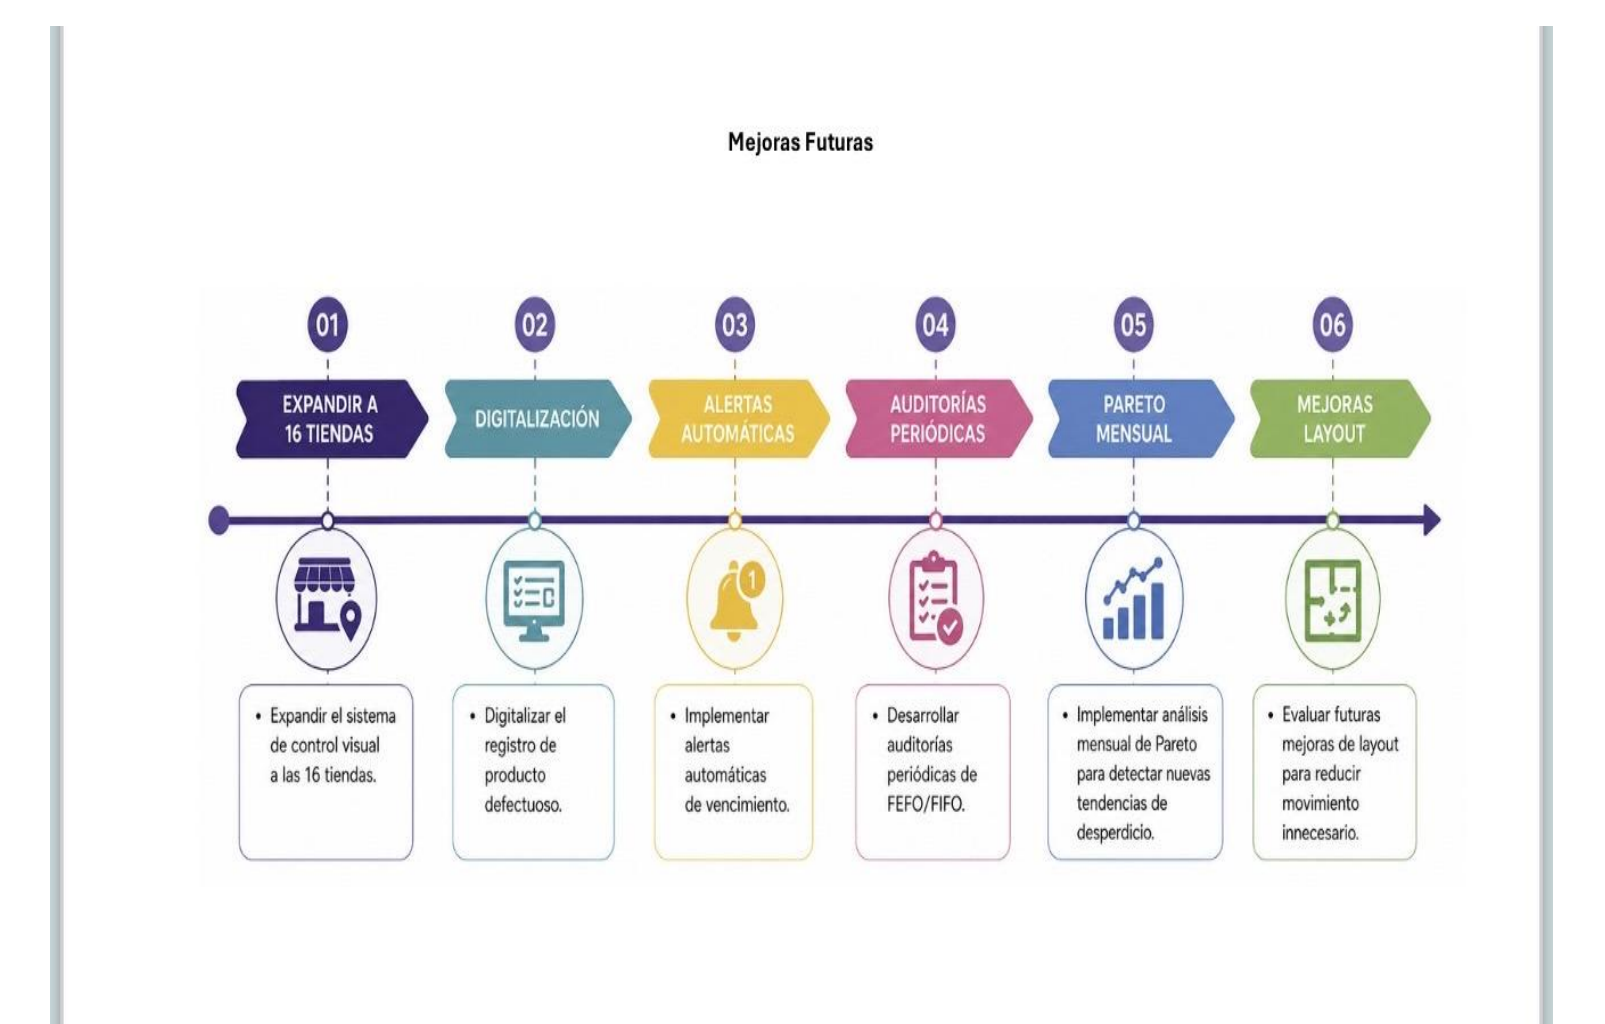 Mejoras Futuras
01
02
03
04
05
06
EXPANDIR A
16 TIENDAS
DIGITALIZACIÓN
ALERTAS
AUTOMÁTICAS
AUDITORÍAS
PERIÓDICAS
PARETO
MENSUAL
MEJORAS
LAYOUT
1
• Expandir el sistema
de control visual
a las 16 tiendas.
• Digitalizar el
registro de
producto
defectuoso.
• Implementar
alertas
automáticas
de vencimiento.
• Desarrollar
auditorías
periódicas de
FEFO/FIFO.
• Implementar análisis
mensual de Pareto
para detectar nuevas
tendencias de
desperdicio.
• Evaluar futuras
mejoras de layout
para reducir
movimiento
innecesario.